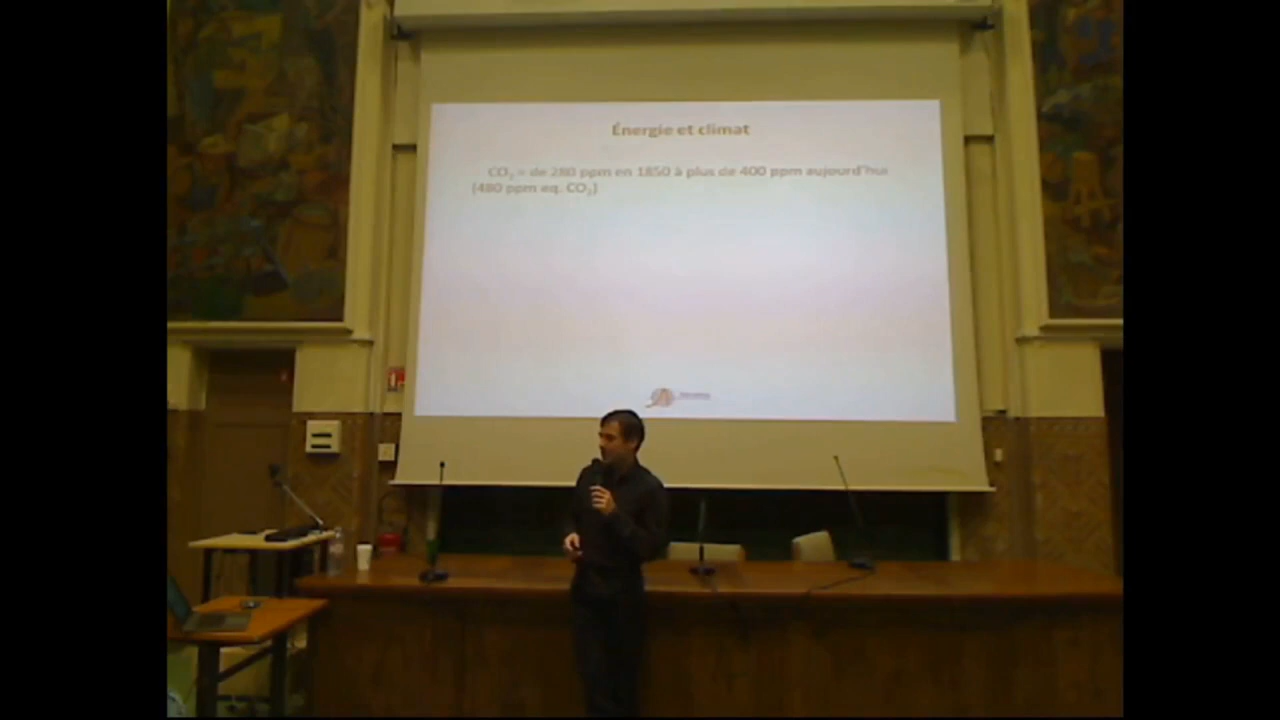 Énergie et climat
CO₂ = de 280 ppm en 1850 à plus de 400 ppm aujourd'hui
(480 ppm eq. CO₂)